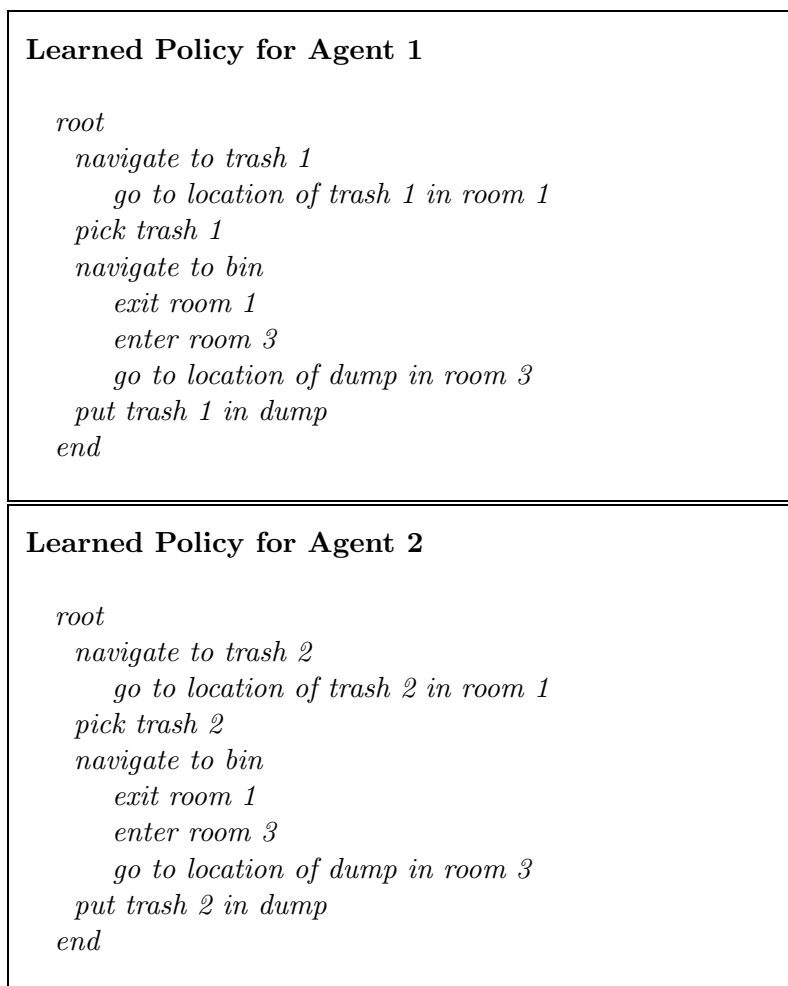 Learned Policy for Agent 1
root
navigate to trash 1
go to location of trash 1 in room 1
pick trash 1
navigate to bin
exit room 1
enter room 3
go to location of dump in room 3
put trash 1 in dump
end
Learned Policy for Agent 2
root
navigate to trash 2
go to location of trash 2 in room 1
pick trash 2
navigate to bin
exit room 1
enter room 3
go to location of dump in room 3
put trash 2 in dump
end